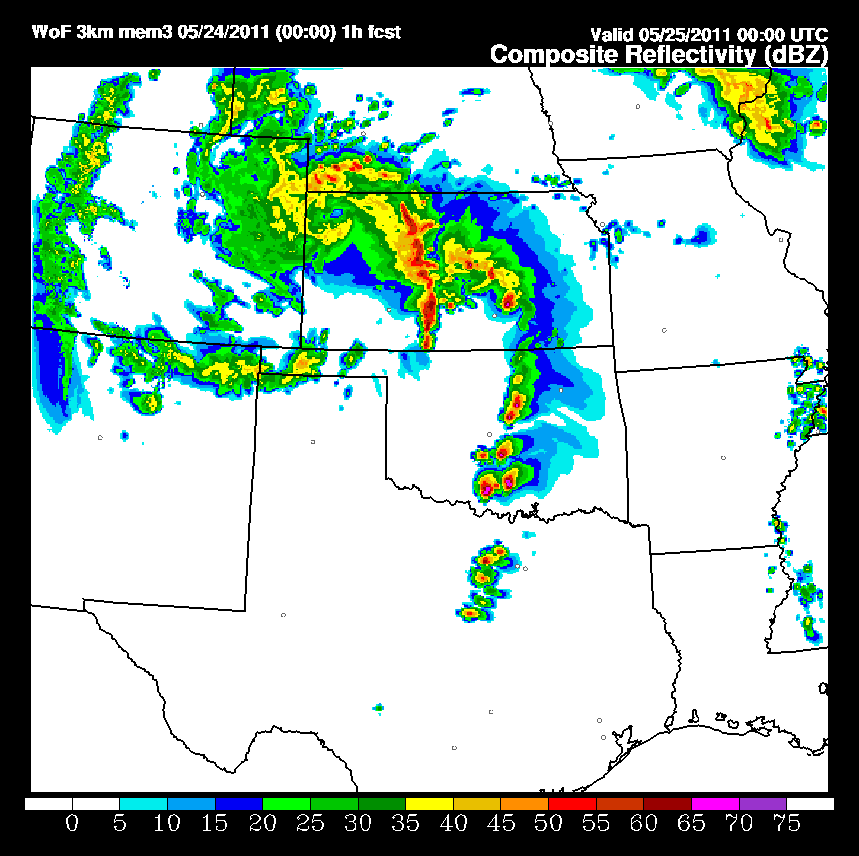 WoF 3km mem3 05/24/2011 (00:00) 1h fcst
Valid 05/25/2011 00:00 UTC
Composite Reflectivity (dBZ)
0 5 10 15 20 25 30 35 40 45 50 55 60 65 70 75